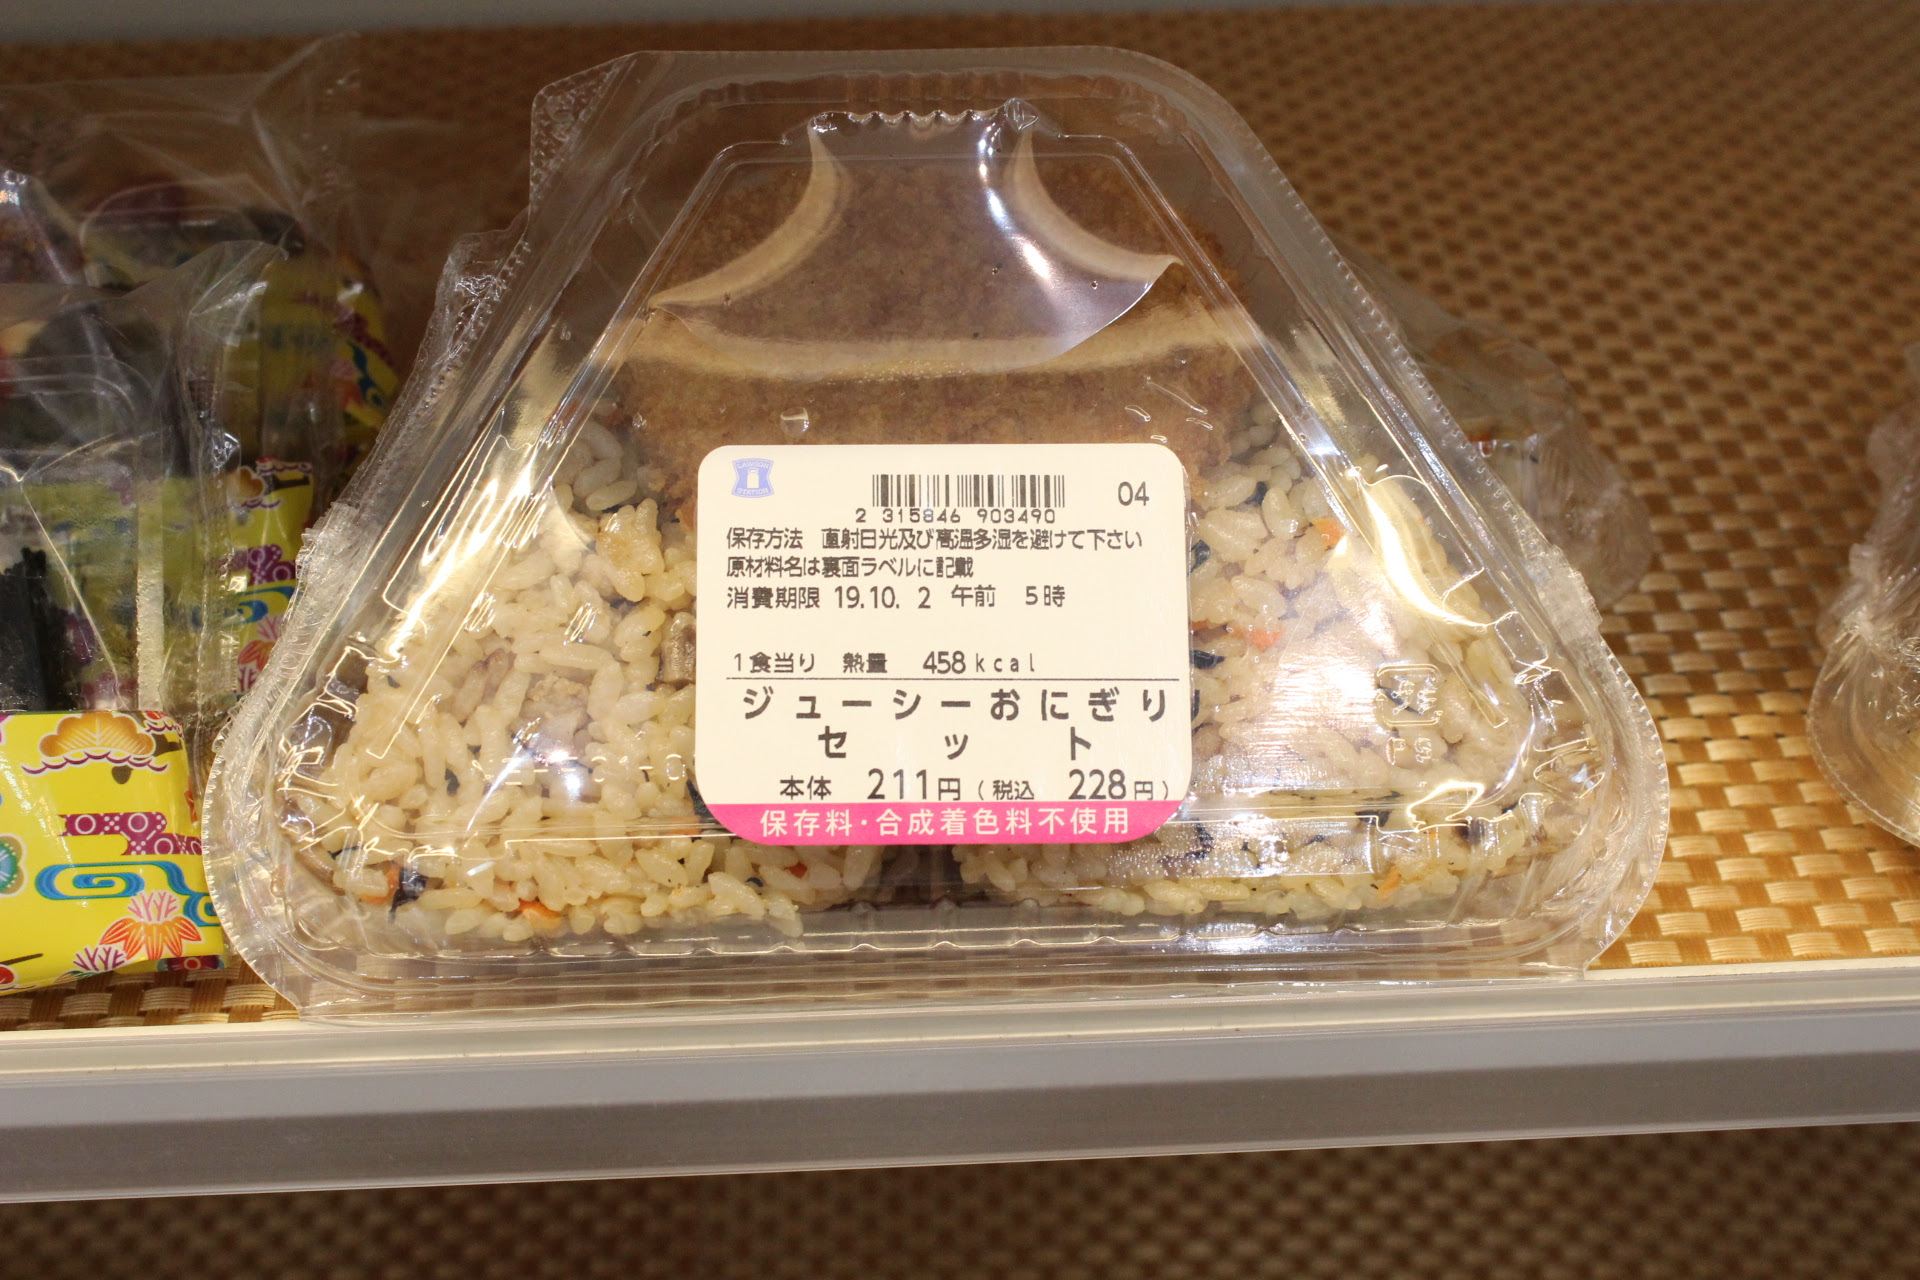 LAWSON
STATION
04
2 315846 903490
保存方法 直射日光及び高温多湿を避けて下さい
原材料名は裏面ラベルに記載
消費期限 19.10. 2 午前 5時
1食当り 熱量 458kcal
ジューシーおにぎり
セット
本体 211円(税込 228円)
保存料・合成着色料不使用